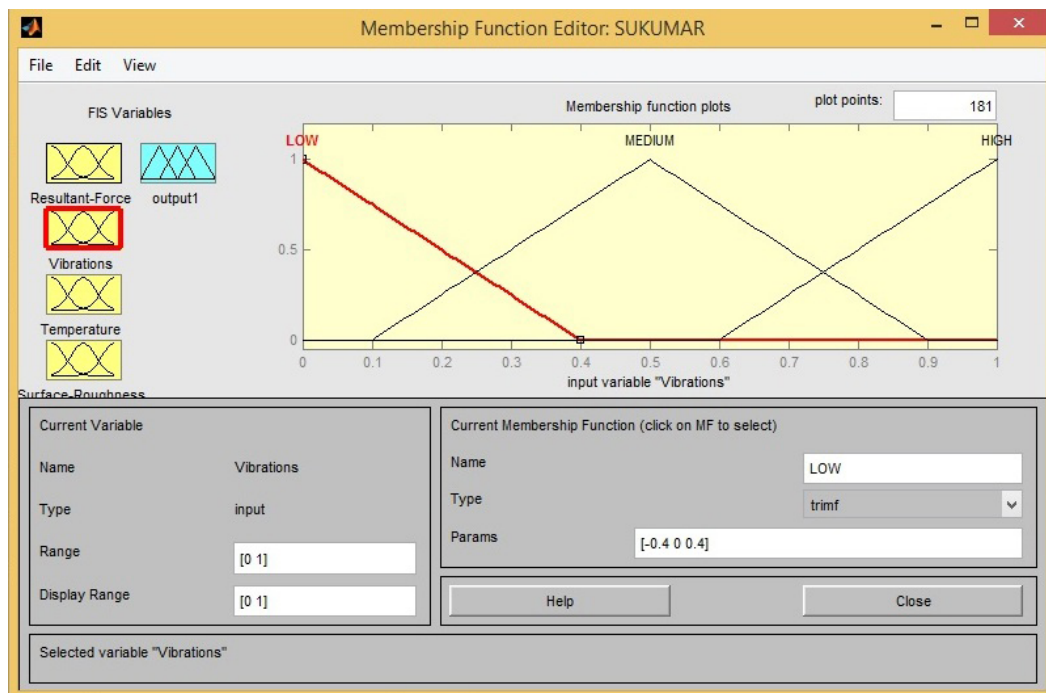 Membership Function Editor: SUKUMAR
File Edit View
FIS Variables
Membership function plots
plot points: 181
Resultant-Force
output1
Vibrations
Temperature
Surface-Roughness
LOW MEDIUM HIGH
1
0.5
0
0 0.1 0.2 0.3 0.4 0.5 0.6 0.7 0.8 0.9 1
input variable "Vibrations"
Current Variable
Name Vibrations
Type input
Range [0 1]
Display Range [0 1]
Current Membership Function (click on MF to select)
Name LOW
Type trimf
Params [-0.4 0 0.4]
Help Close
Selected variable "Vibrations"